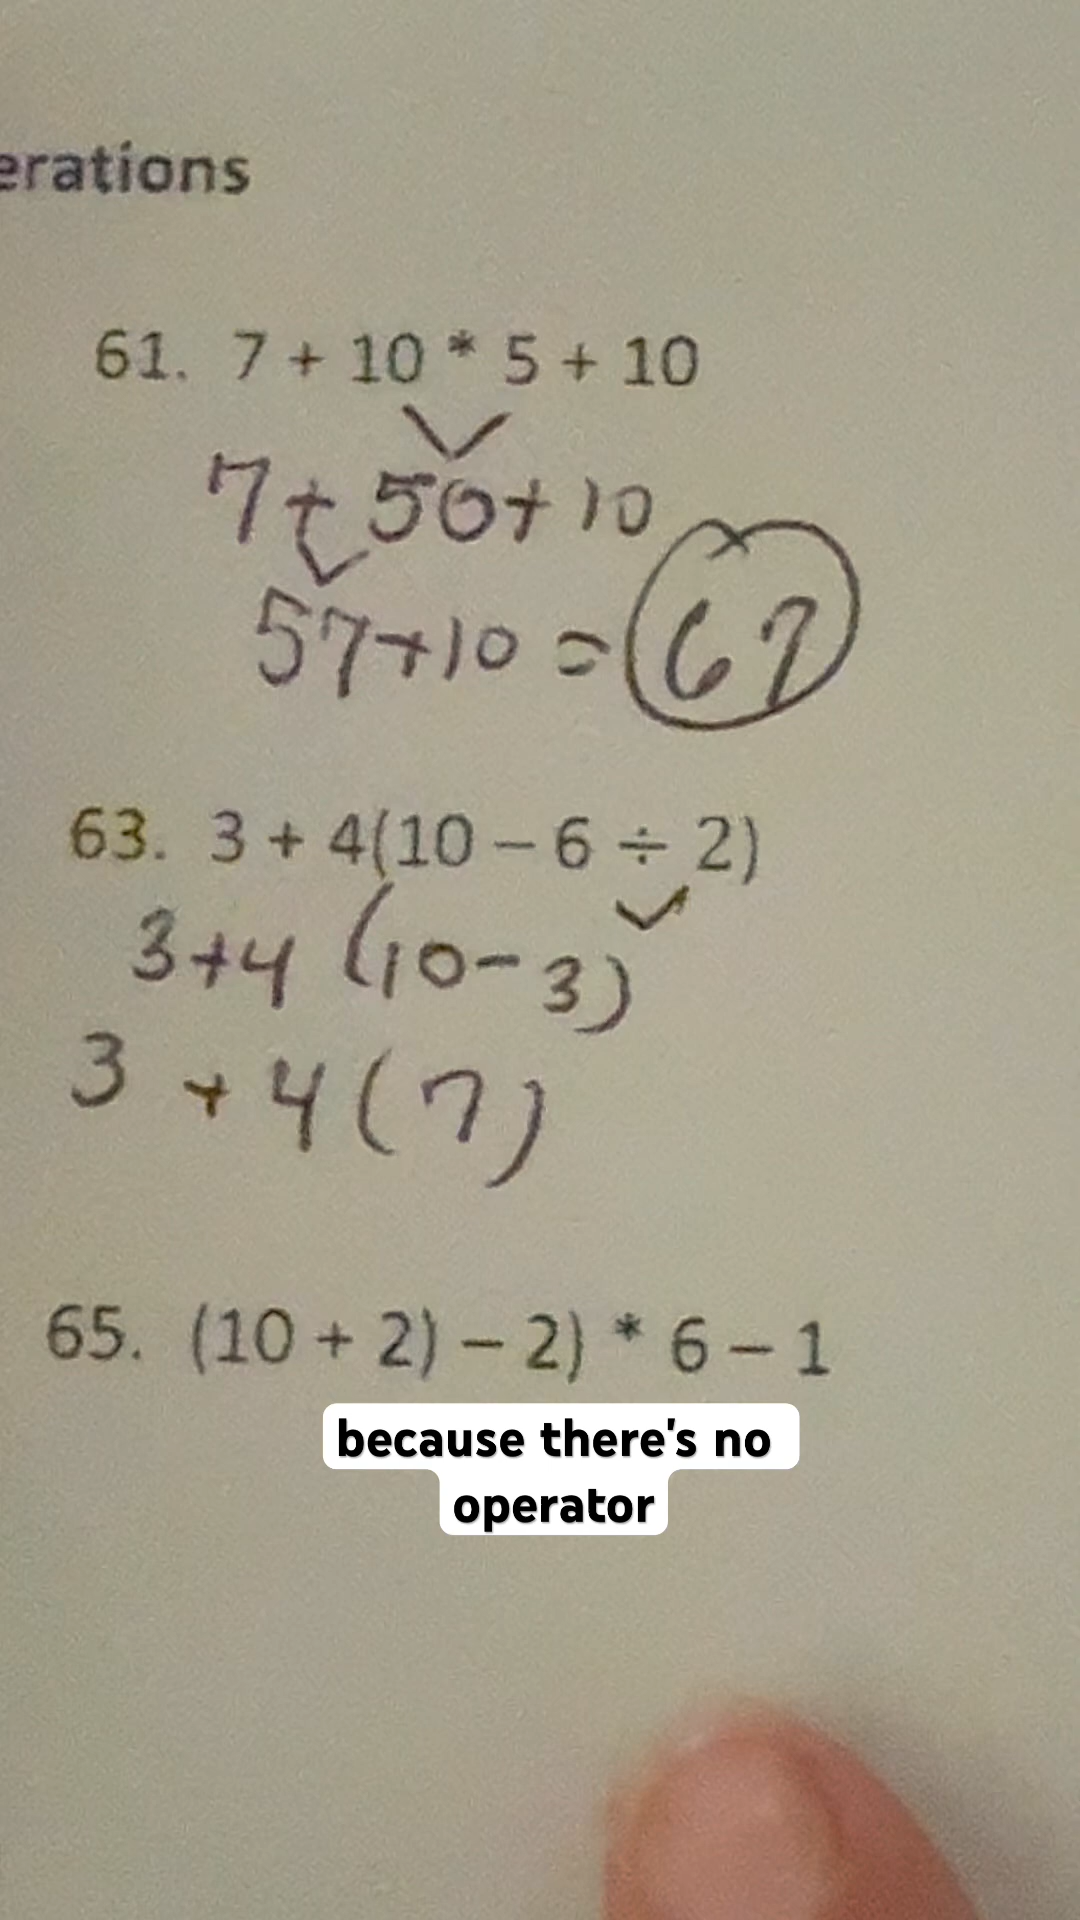 erations
61. 7 + 10 * 5 + 10
7 + 50 + 10
57 + 10 = 67
63. 3 + 4(10 – 6 ÷ 2)
3 + 4 (10 - 3)
3 + 4 (7)
65. (10 + 2) – 2) * 6 – 1
because there's no
operator